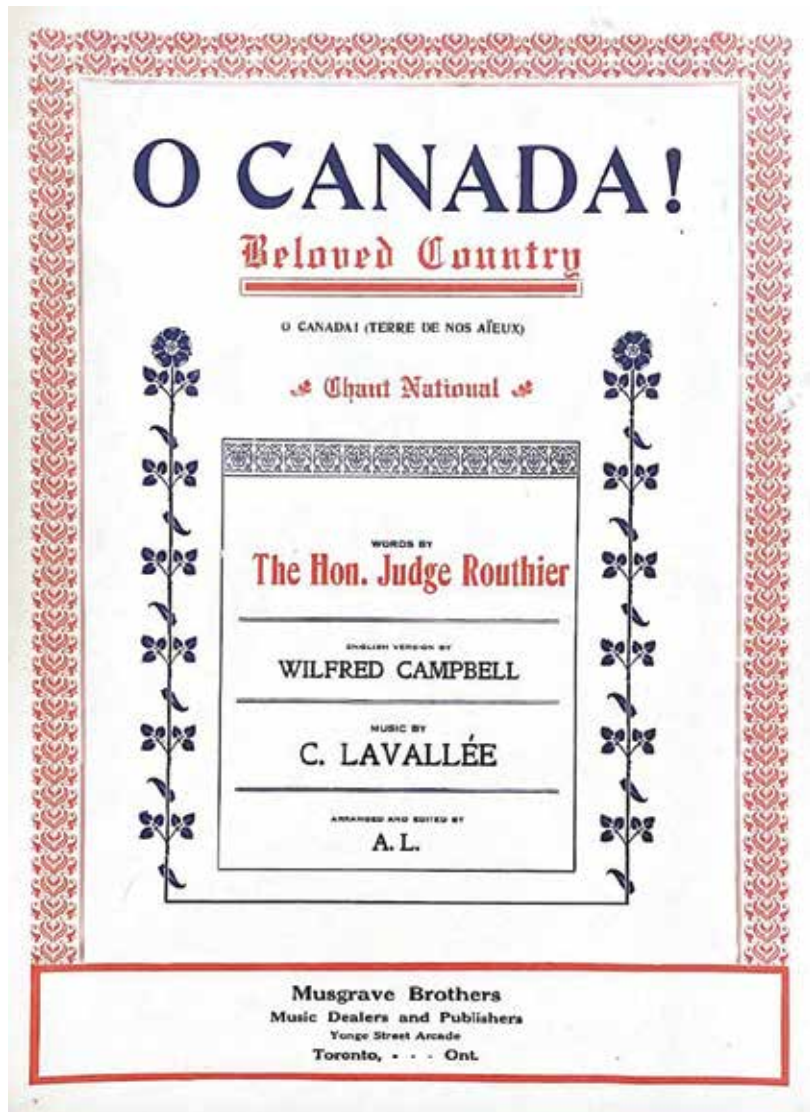 O CANADA!
Beloved Country
O CANADA! (TERRE DE NOS AÏEUX)
Chant National
WORDS BY
The Hon. Judge Routhier
ENGLISH VERSION BY
WILFRED CAMPBELL
MUSIC BY
C. LAVALLÉE
ARRANGED AND EDITED BY
A. L.
Musgrave Brothers
Music Dealers and Publishers
Yonge Street Arcade
Toronto, - - - Ont.